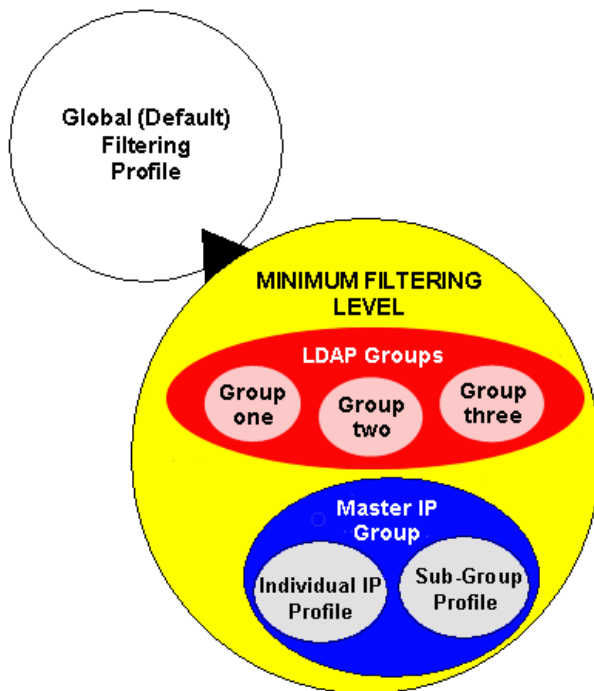 Global (Default)
Filtering
Profile
MINIMUM FILTERING
LEVEL
LDAP Groups
Group
one
Group
two
Group
three
Master IP
Group
Individual IP
Profile
Sub-Group
Profile